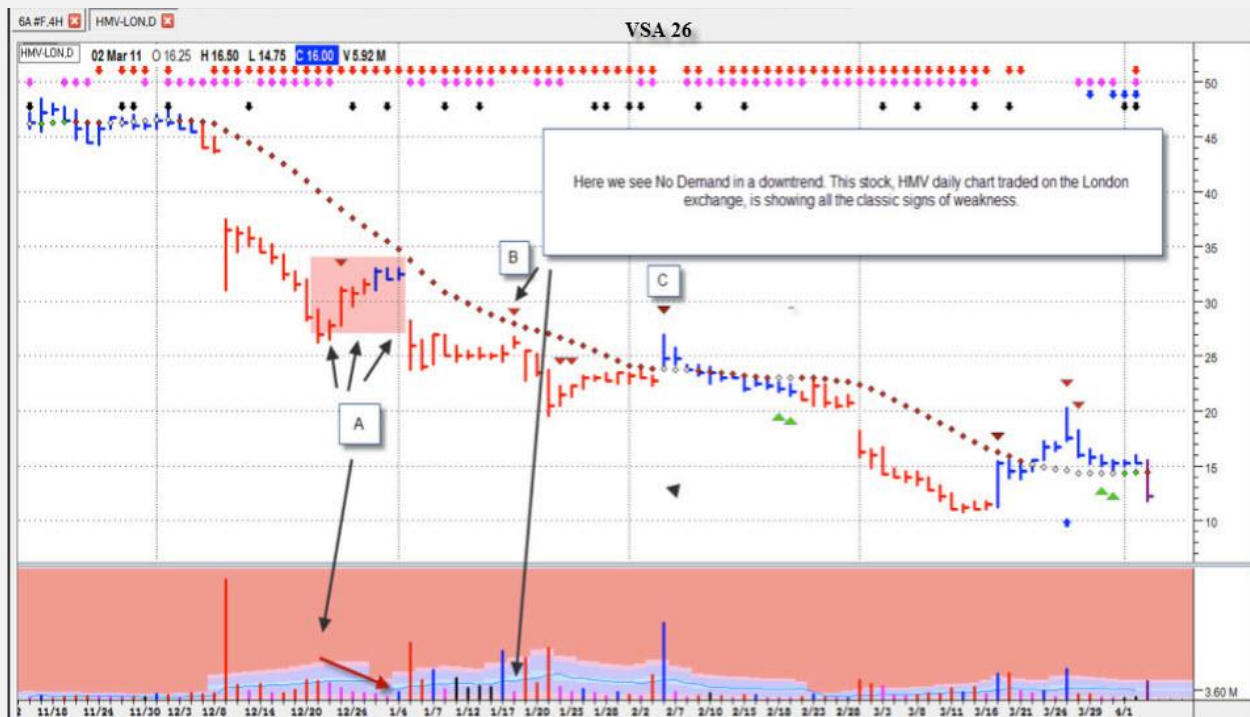 6A #F,4H HMV-LON,D
VSA 26
HMV-LON,D 02 Mar 11 O 16.25 H 16.50 L 14.75 C 16.00 V 5.92 M
50
45
40
35
30
25
20
15
10
Here we see No Demand in a downtrend. This stock, HMV daily chart traded on the London
exchange, is showing all the classic signs of weakness.
B
C
A
3.60 M
2 11/18 11/24 11/30 12/3 12/8 12/14 12/20 12/26 1/4 1/7 1/12 1/17 1/20 1/25 1/28 2/2 2/7 2/10 2/15 2/18 2/23 2/28 3/3 3/8 3/11 3/16 3/21 3/24 3/29 4/1